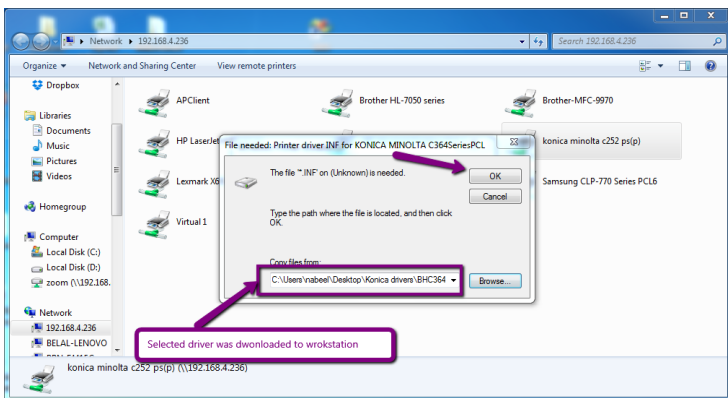 Network ▸ 192.168.4.236
Search 192.168.4.236
Organize
Network and Sharing Center
View remote printers
Dropbox
Libraries
Documents
Music
Pictures
Videos
Homegroup
Computer
Local Disk (C:)
Local Disk (D:)
zoom (\\192.168.
Network
192.168.4.236
BELAL-LENOVO
APClient
Brother HL-7050 series
Brother-MFC-9970
HP LaserJet
konica minolta c252 ps(p)
Lexmark X6
Samsung CLP-770 Series PCL6
Virtual 1
File needed: Printer driver INF for KONICA MINOLTA C364SeriesPCL
The file '*.INF' on (Unknown) is needed.
OK
Cancel
Type the path where the file is located, and then click
OK.
Copy files from:
C:\Users\nabeel\Desktop\Konica drivers\BHC364
Browse...
Selected driver was dwonloaded to wrokstation
konica minolta c252 ps(p) (\\192.168.4.236)